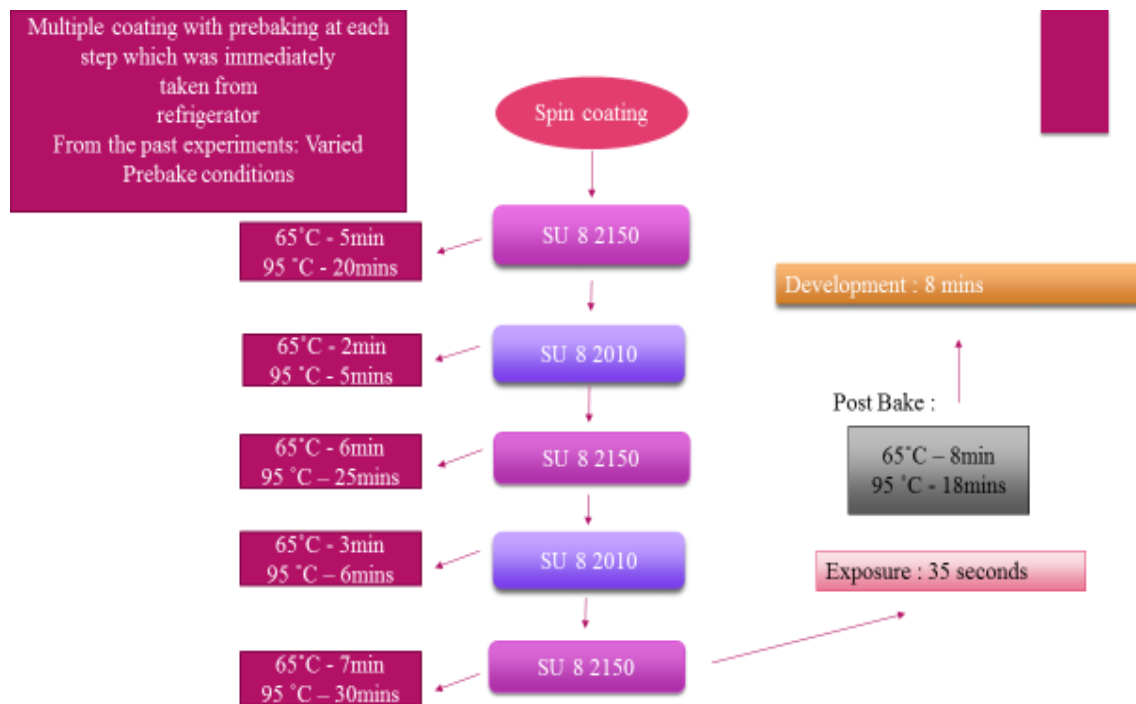 Multiple coating with prebaking at each
step which was immediately
taken from
refrigerator
From the past experiments: Varied
Prebake conditions
Spin coating
SU 8 2150
65˚C - 5min
95 ˚C - 20mins
SU 8 2010
65˚C - 2min
95 ˚C - 5mins
SU 8 2150
65˚C - 6min
95 ˚C – 25mins
SU 8 2010
65˚C - 3min
95 ˚C – 6mins
SU 8 2150
65˚C - 7min
95 ˚C – 30mins
Exposure : 35 seconds
Post Bake :
65˚C – 8min
95 ˚C - 18mins
Development : 8 mins